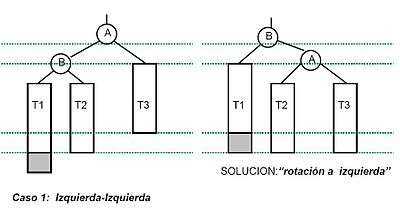 A
B
T1
T2
T3
B
A
T1
T2
T3
SOLUCION:“rotación a izquierda”
Caso 1: Izquierda-Izquierda